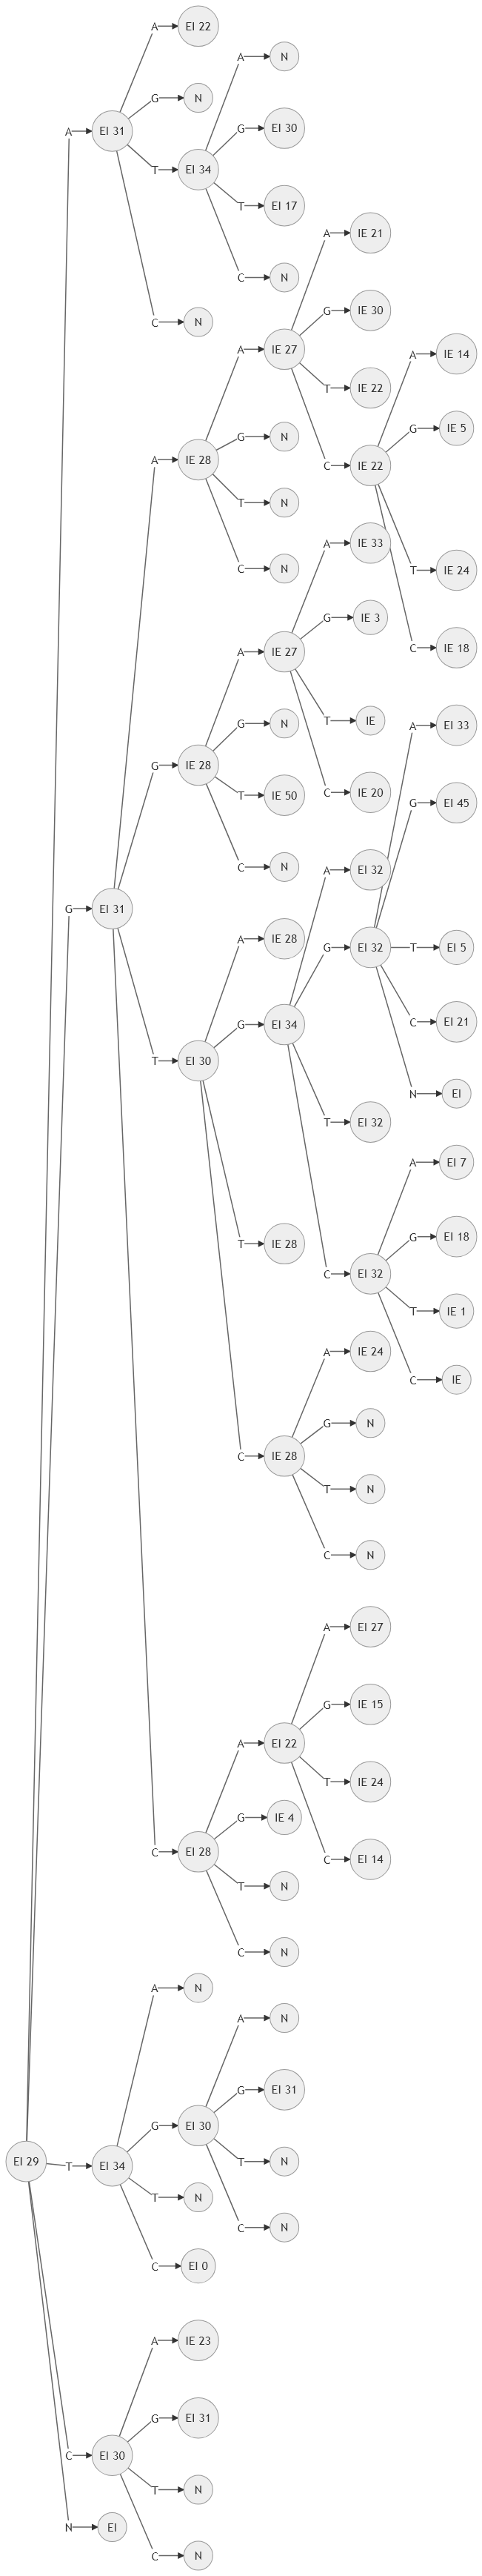 A EI 22
A N
G N
A EI 31
G EI 30
T EI 34
T EI 17
A IE 21
C N
G IE 30
C N
A IE 27
A IE 14
T IE 22
G IE 5
G N
A IE 28
C IE 22
T N
A IE 33
C N
T IE 24
G IE 3
C IE 18
A IE 27
T IE
G N
A EI 33
G IE 28
C IE 20
T IE 50
G EI 45
C N
A EI 32
G EI 31
A IE 28
G EI 32
T EI 5
C EI 21
G EI 34
T EI 30
N EI
T EI 32
A EI 7
G EI 18
T IE 28
C EI 32
T IE 1
A IE 24
C IE
G N
C IE 28
T N
C N
A EI 27
G IE 15
A EI 22
T IE 24
G IE 4
C EI 28
C EI 14
T N
C N
A N
A N
G EI 31
G EI 30
EI 29
T EI 34
T N
T N
C N
C EI 0
A IE 23
G EI 31
C EI 30
T N
N EI
C N